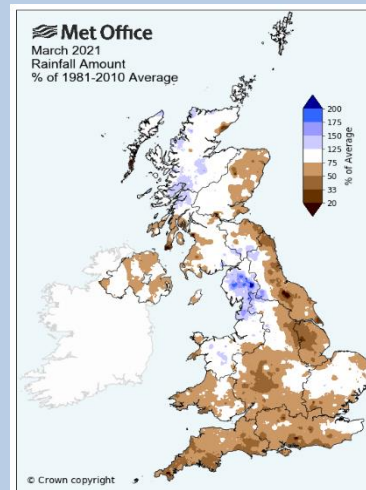 Met Office
March 2021
Rainfall Amount
% of 1981-2010 Average
200
175
150
125
75
50
33
20
% of Average
© Crown copyright